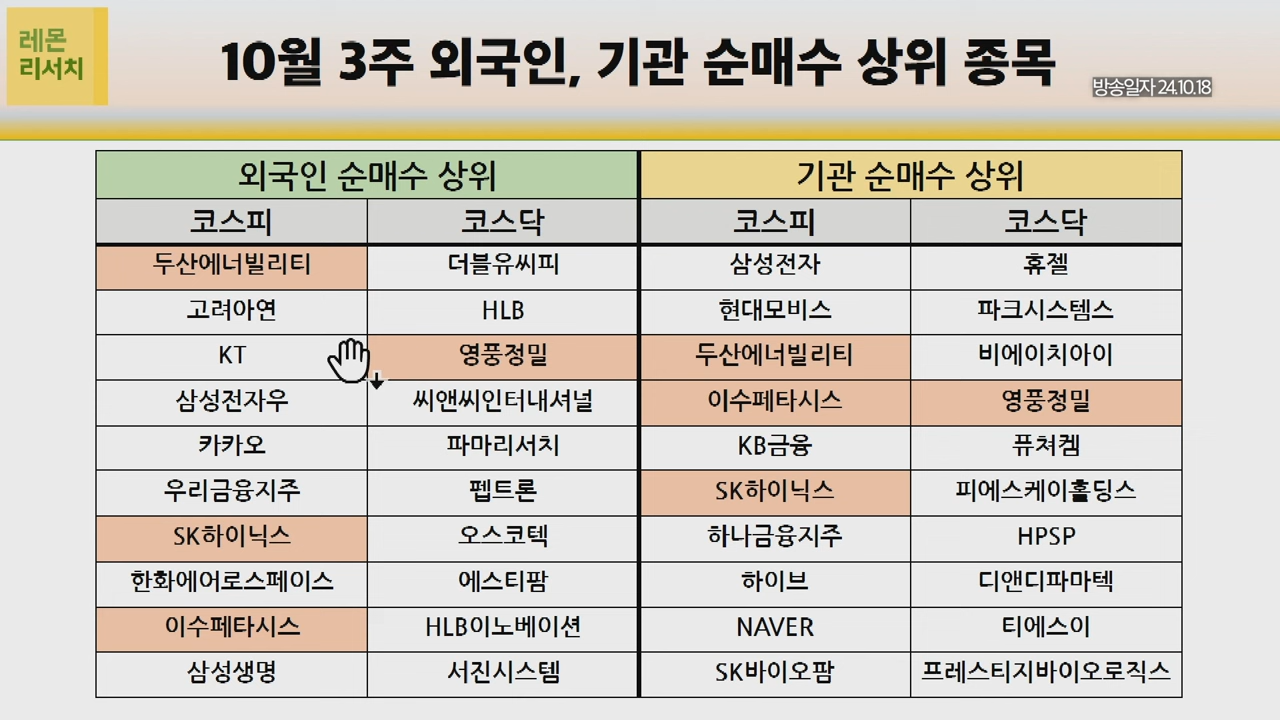 레몬
리서치
10월 3주 외국인, 기관 순매수 상위 종목
방송일자 24.10.18
외국인 순매수 상위 기관 순매수 상위
코스피 코스닥 코스피 코스닥
두산에너빌리티 더블유씨피 삼성전자 휴젤
고려아연 HLB 현대모비스 파크시스템스
KT 영풍정밀 두산에너빌리티 비에이치아이
삼성전자우 씨앤씨인터내셔널 이수페타시스 영풍정밀
카카오 파마리서치 KB금융 퓨쳐켐
우리금융지주 펩트론 SK하이닉스 피에스케이홀딩스
SK하이닉스 오스코텍 하나금융지주 HPSP
한화에어로스페이스 에스티팜 하이브 디앤디파마텍
이수페타시스 HLB이노베이션 NAVER 티에스이
삼성생명 서진시스템 SK바이오팜 프레스티지바이오로직스